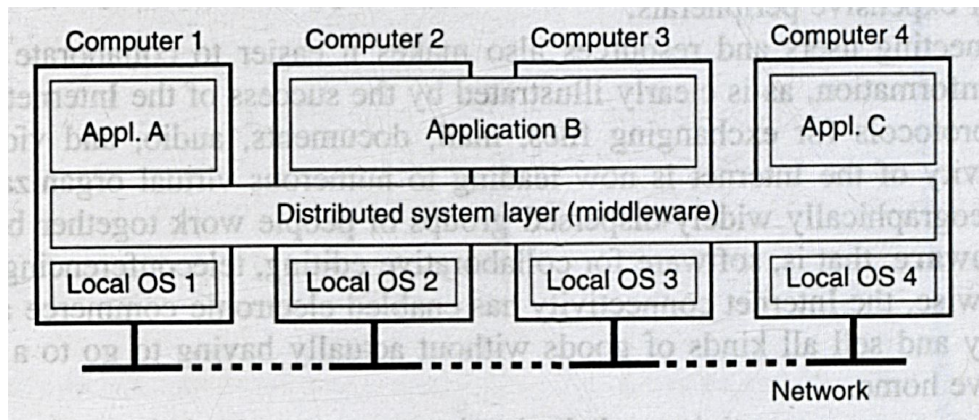 Computer 1 Computer 2 Computer 3 Computer 4
Appl. A Application B Appl. C
Distributed system layer (middleware)
Local OS 1 Local OS 2 Local OS 3 Local OS 4
Network